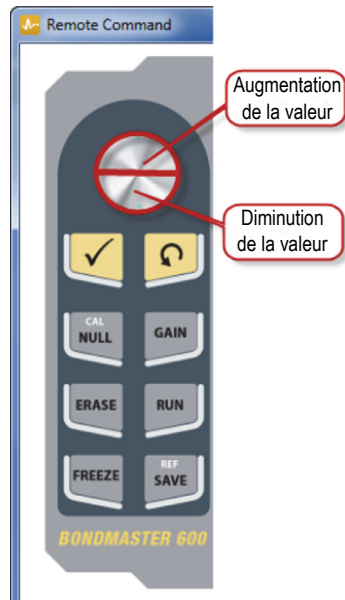 Remote Command
Augmentation
de la valeur
Diminution
de la valeur
CAL
NULL
GAIN
ERASE
RUN
FREEZE
REF
SAVE
BONDMASTER 600